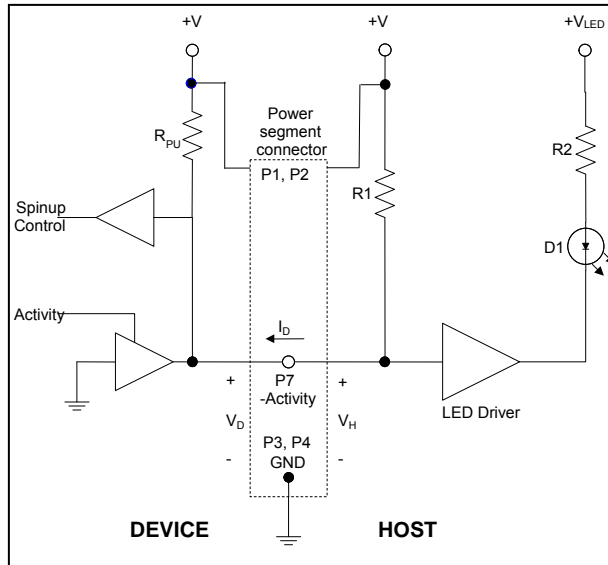 +V
+V
+VLED
RPU
Power
segment
connector
P1, P2
R1
R2
Spinup
Control
D1
Activity
ID
P7
-Activity
+
+
VD
VH
LED Driver
P3, P4
GND
-
-
DEVICE
HOST